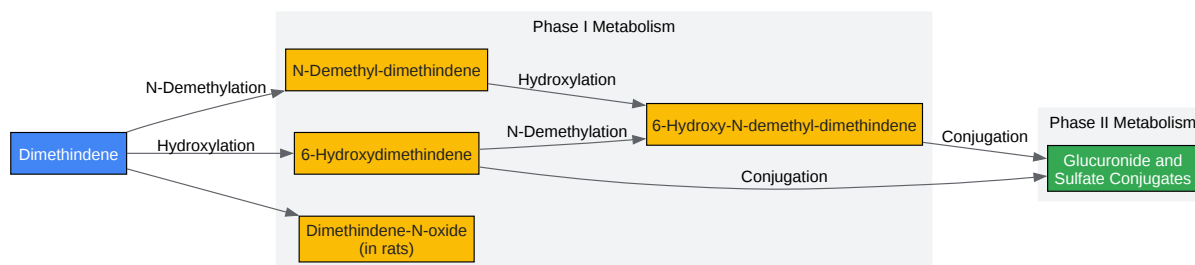 Phase I Metabolism
N-Demethyl-dimethindene
Hydroxylation
N-Demethylation
6-Hydroxy-N-demethyl-dimethindene
Phase II Metabolism
N-Demethylation
Conjugation
Dimethindene
Hydroxylation
6-Hydroxydimethindene
Conjugation
Glucuronide and
Sulfate Conjugates
Dimethindene-N-oxide
(in rats)